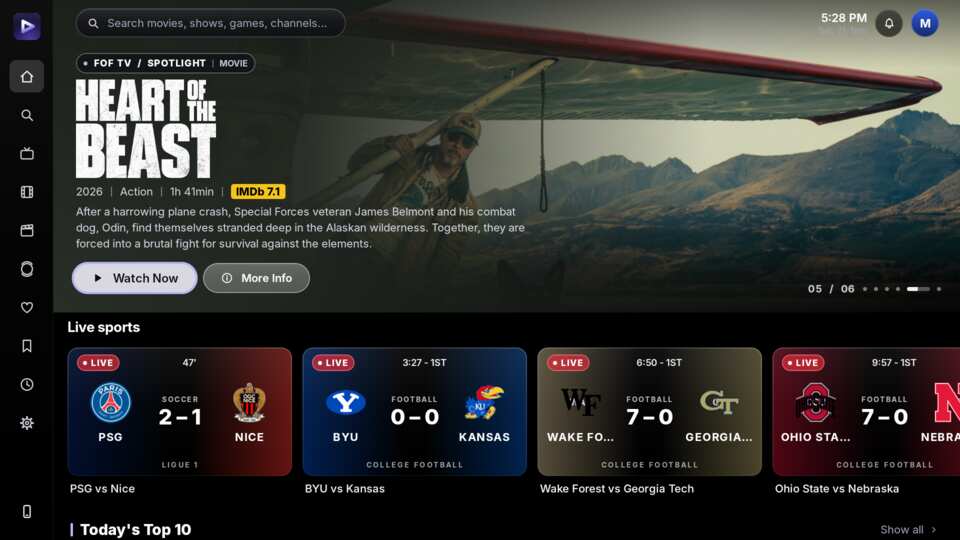 Search movies, shows, games, channels...
5:28 PM
M
FOF TV / SPOTLIGHT | MOVIE
HEART OF THE BEAST
2026 | Action | 1h 41min | IMDb 7.1
After a harrowing plane crash, Special Forces veteran James Belmont and his combat
dog, Odin, find themselves stranded deep in the Alaskan wilderness. Together, they are
forced into a brutal fight for survival against the elements.
Watch Now
More Info
05 / 06
Live sports
LIVE 47'
SOCCER
2–1
PSG NICE
LIGUE 1
PSG vs Nice
LIVE 3:27 - 1ST
FOOTBALL
0–0
BYU KANSAS
COLLEGE FOOTBALL
BYU vs Kansas
LIVE 6:50 - 1ST
FOOTBALL
7–0
WAKE FO... GEORGIA...
COLLEGE FOOTBALL
Wake Forest vs Georgia Tech
LIVE 9:57 - 1ST
FOOTBALL
7–0
OHIO STA... NEBRA
COLLEGE FOOTBALL
Ohio State vs Nebraska
Today's Top 10
Show all